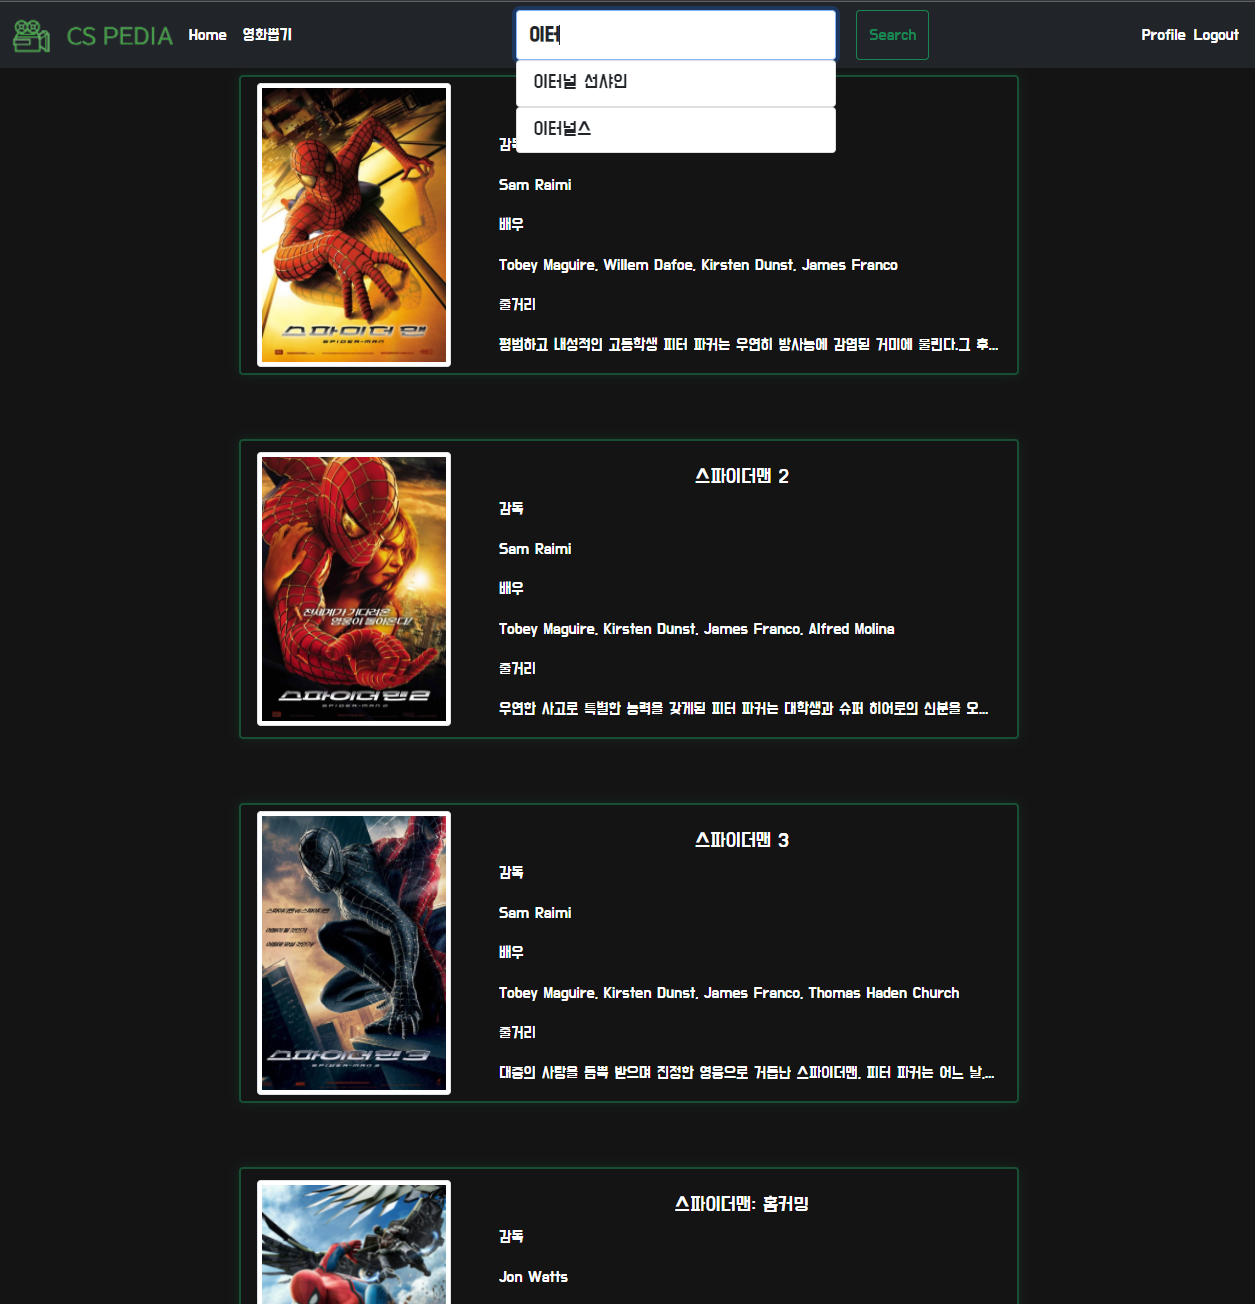 CS PEDIA Home 영화뽑기 이터 Search Profile Logout
이터널 선샤인
이터널스
감독
Sam Raimi
배우
Tobey Maguire, Willem Dafoe, Kirsten Dunst, James Franco
줄거리
평범하고 내성적인 고등학생 피터 파커는 우연히 방사능에 감염된 거미에 물린다.그 후...
스파이더맨
SPIDER-MAN
스파이더맨 2
감독
Sam Raimi
배우
Tobey Maguire, Kirsten Dunst, James Franco, Alfred Molina
줄거리
우연한 사고로 특별한 능력을 갖게된 피터 파커는 대학생과 슈퍼 히어로의 신분을 오...
전세계가 기다려온
영웅이 돌아온다!
스파이더맨 2
SPIDER-MAN 2
스파이더맨 3
감독
Sam Raimi
배우
Tobey Maguire, Kirsten Dunst, James Franco, Thomas Haden Church
줄거리
대중의 사랑을 듬뿍 받으며 진정한 영웅으로 거듭난 스파이더맨, 피터 파커는 어느 날,...
스파이더맨 3
SPIDER-MAN 3
스파이더맨: 홈커밍
감독
Jon Watts